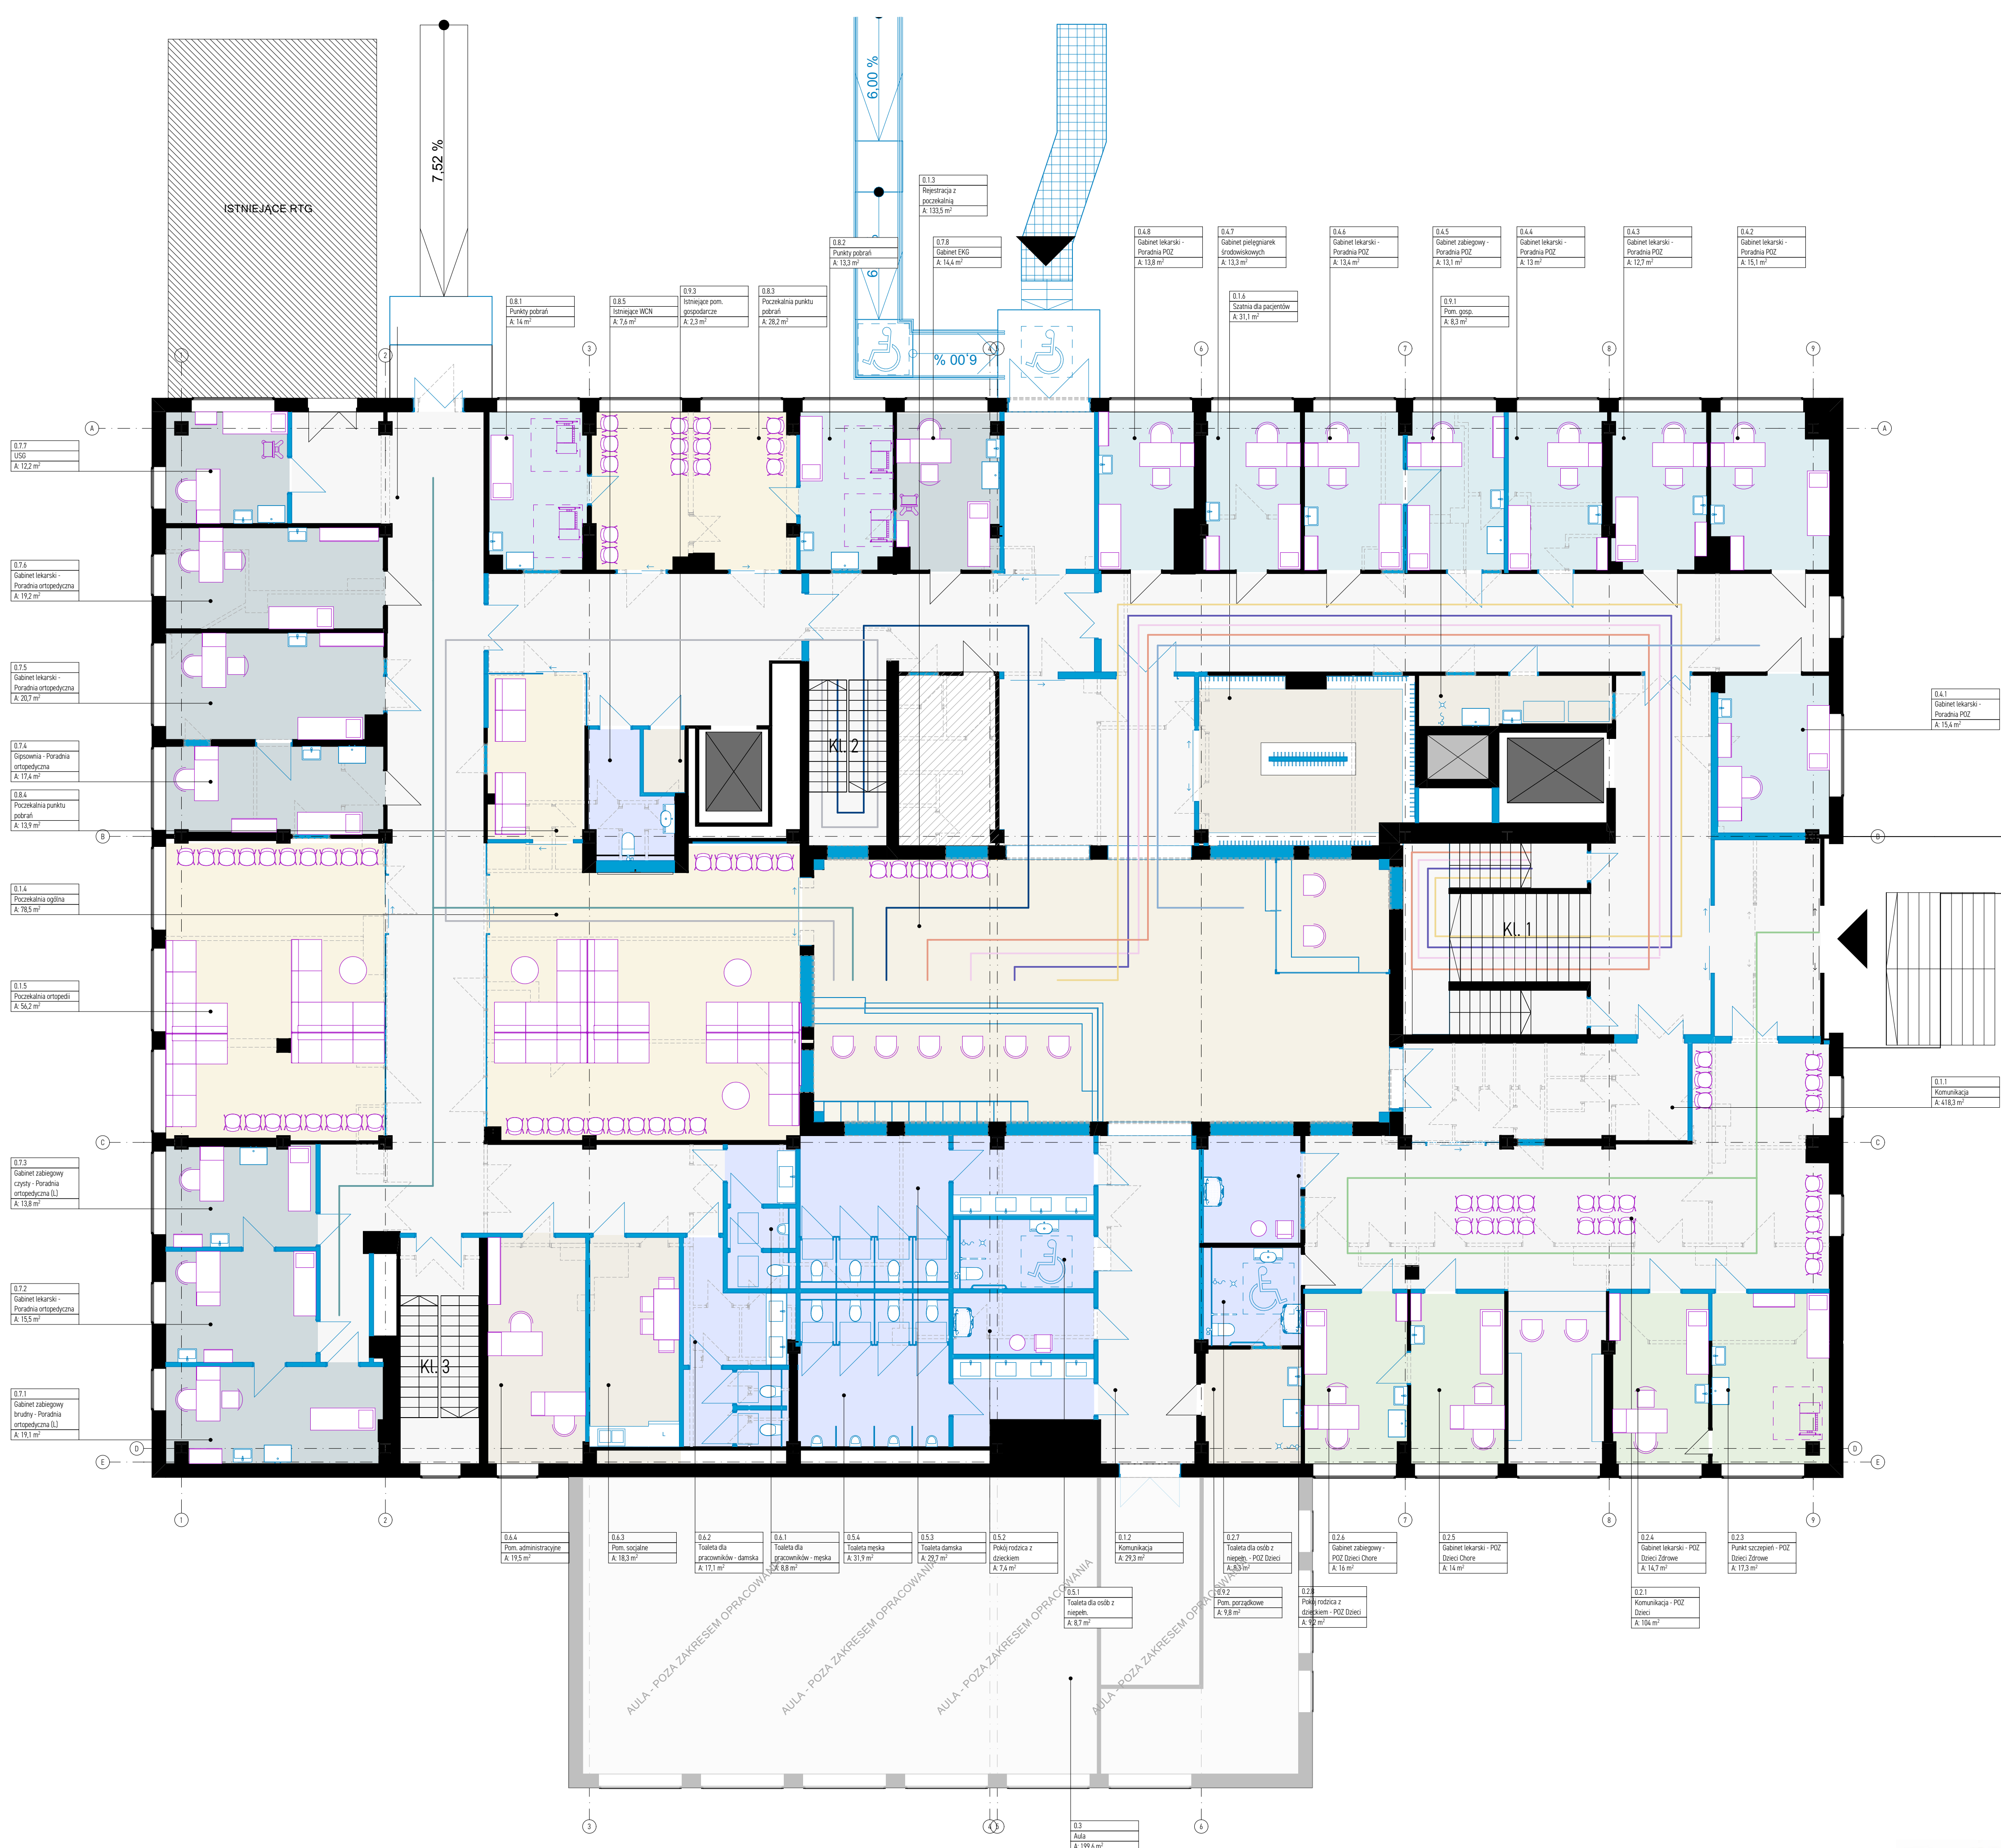 7,52 %
6,00 %
ISTNIEJĄCE RTG
0.1.3
Rejestracja z
poczekalnią
A: 133,5 m²
0.8.2
Punkty pobrań
A: 13,3 m²
0.7.8
Gabinet EKG
A: 14,4 m²
0.4.8
Gabinet lekarski -
Poradnia POZ
A: 13,8 m²
0.4.7
Gabinet pielęgniarek
środowiskowych
A: 13,3 m²
0.4.6
Gabinet lekarski -
Poradnia POZ
A: 13,4 m²
0.4.5
Gabinet zabiegowy -
Poradnia POZ
A: 13,1 m²
0.4.4
Gabinet lekarski -
Poradnia POZ
A: 13 m²
0.4.3
Gabinet lekarski -
Poradnia POZ
A: 12,7 m²
0.4.2
Gabinet lekarski -
Poradnia POZ
A: 15,1 m²
0.8.1
Punkty pobrań
A: 14 m²
0.8.5
Istniejące WCN
A: 7,6 m²
0.9.3
Istniejące pom.
gospodarcze
A: 2,3 m²
0.8.3
Poczekalnia punktu
pobrań
A: 28,2 m²
0.1.6
Szatnia dla pacjentów
A: 31,1 m²
0.9.1
Pom. gosp.
A: 8,3 m²
6,00 %
1
2
3
4
5
6
7
8
9
A
A
0.7.7
USG
A: 12,2 m²
0.7.6
Gabinet lekarski -
Poradnia ortopedyczna
A: 19,2 m²
0.7.5
Gabinet lekarski -
Poradnia ortopedyczna
A: 20,7 m²
0.7.4
Gipsownia - Poradnia
ortopedyczna
A: 17,4 m²
0.8.4
Poczekalnia punktu
pobrań
A: 13,9 m²
0.4.1
Gabinet lekarski -
Poradnia POZ
A: 15,4 m²
Kl. 2
B
B
0.1.4
Poczekalnia ogólna
A: 78,5 m²
Kl. 1
0.1.5
Poczekalnia ortopedii
A: 56,2 m²
0.1.1
Komunikacja
A: 418,3 m²
C
C
0.7.3
Gabinet zabiegowy
czysty - Poradnia
ortopedyczna (L)
A: 13,8 m²
0.7.2
Gabinet lekarski -
Poradnia ortopedyczna
A: 15,5 m²
Kl. 3
0.7.1
Gabinet zabiegowy
brudny - Poradnia
ortopedyczna (L)
A: 19,1 m²
D
E
D
E
1
2
7
8
9
0.6.4
Pom. administracyjne
A: 19,5 m²
0.6.3
Pom. socjalne
A: 18,3 m²
0.6.2
Toaleta dla
pracowników - damska
A: 17,1 m²
0.6.1
Toaleta dla
pracowników - męska
A: 8,8 m²
0.5.4
Toaleta męska
A: 31,9 m²
0.5.3
Toaleta damska
A: 29,7 m²
0.5.2
Pokój rodzica z
dzieckiem
A: 7,4 m²
0.1.2
Komunikacja
A: 29,3 m²
0.2.7
Toaleta dla osób z
niepełn. - POZ Dzieci
0.2.6
Gabinet zabiegowy -
POZ Dzieci Chore
A: 16 m²
0.2.5
Gabinet lekarski - POZ
Dzieci Chore
A: 14 m²
0.2.4
Gabinet lekarski - POZ
Dzieci Zdrowe
A: 14,7 m²
0.2.3
Punkt szczepień - POZ
Dzieci Zdrowe
A: 17,3 m²
0.5.1
Toaleta dla osób z
niepełn.
A: 8,7 m²
0.9.2
Pom. porządkowe
A: 9,8 m²
0.2.8
Pokój rodzica z
dzieckiem - POZ Dzieci
A: 9,2 m²
0.2.1
Komunikacja - POZ
Dzieci
A: 104 m²
AULA - POZA ZAKRESEM OPRACOWANIA
AULA - POZA ZAKRESEM OPRACOWANIA
AULA - POZA ZAKRESEM OPRACOWANIA
AULA - POZA ZAKRESEM OPRACOWANIA
3
4
5
6
0.3
Aula
A: 199,6 m²